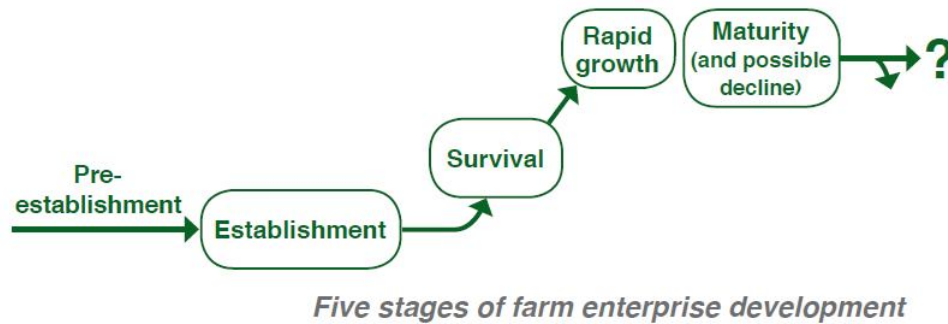 Pre-
establishment
Establishment
Survival
Rapid
growth
Maturity
(and possible
decline)
?
Five stages of farm enterprise development